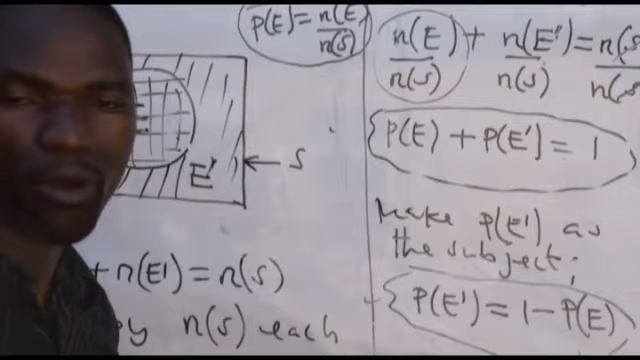 P(E) = n(E / n(S)
E'
S
+ n(E') = n(S)
by n(S) each
n(E) / n(S) + n(E') / n(S) = n(S / n(S
P(E) + P(E') = 1
Make P(E') as
the subject;
P(E') = 1 - P(E)